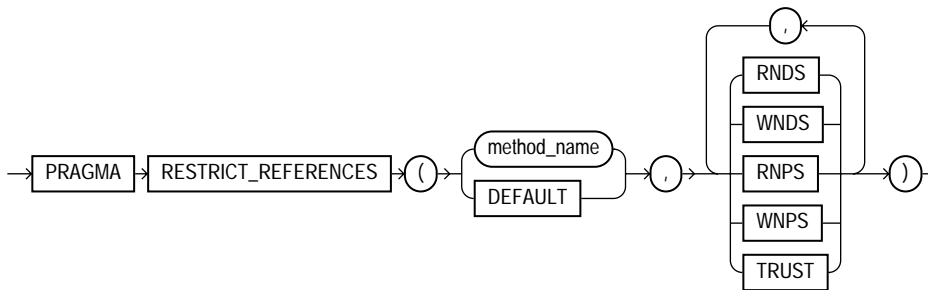 ,
RNDS
method_name
WNDS
PRAGMA RESTRICT_REFERENCES ( , RNPS )
DEFAULT
WNPS
TRUST